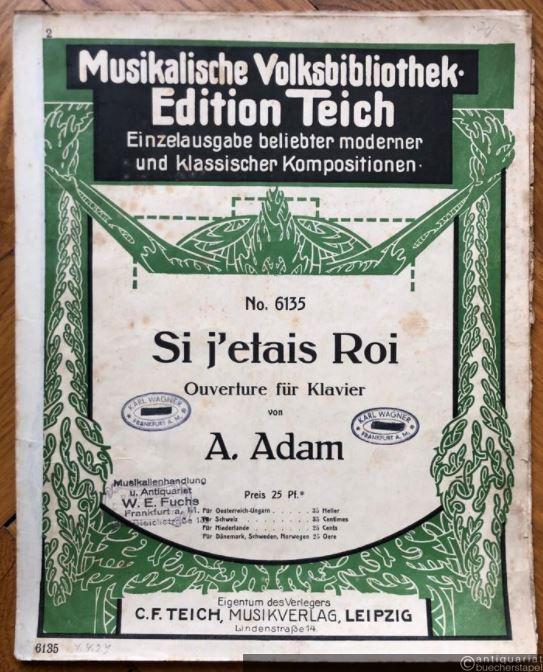 2
Musikalische Volksbibliothek·
Edition Teich
Einzelausgabe beliebter moderner
und klassischer Kompositionen·
No. 6135
Si j'etais Roi
Ouverture für Klavier
von
A. Adam
KARL WAGNER
FRANKFURT A. M.
KARL WAGNER
FRANKFURT A. M.
Preis 25 Pf.*
Musikalienhandlung
u. Antiquariat
W. E. Fuchs
Frankfurt a. M.
Für Oesterreich-Ungarn . . . . . 35 Heller
Für Schweiz . . . . . 35 Centimes
Für Niederlande . . . . . 25 Cents
Für Dänemark, Schweden, Norwegen 25 Oere
Eigentum des Verlegers
C.F. TEICH, MUSIKVERLAG, LEIPZIG
Lindenstraße 14.
6135
©antiquariat
buecherstapel